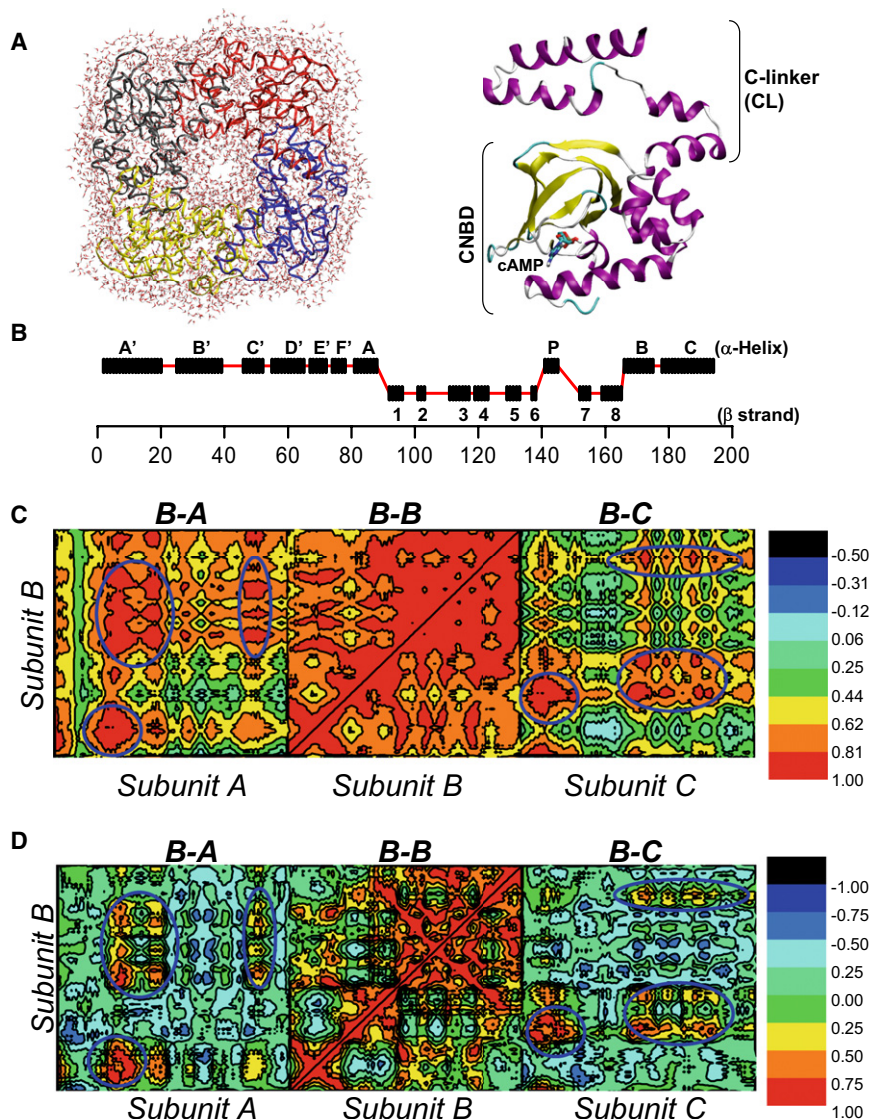 A
C-linker
(CL)
CNBD
cAMP
B
A' B' C' D' E' F' A P B C (α-Helix)
1 2 3 4 5 6 7 8 (β strand)
0 20 40 60 80 100 120 140 160 180 200
C
B-A B-B B-C
Subunit B
-0.50
-0.31
-0.12
0.06
0.25
0.44
0.62
0.81
1.00
Subunit A Subunit B Subunit C
D
B-A B-B B-C
Subunit B
-1.00
-0.75
-0.50
0.25
0.00
0.25
0.50
0.75
1.00
Subunit A Subunit B Subunit C